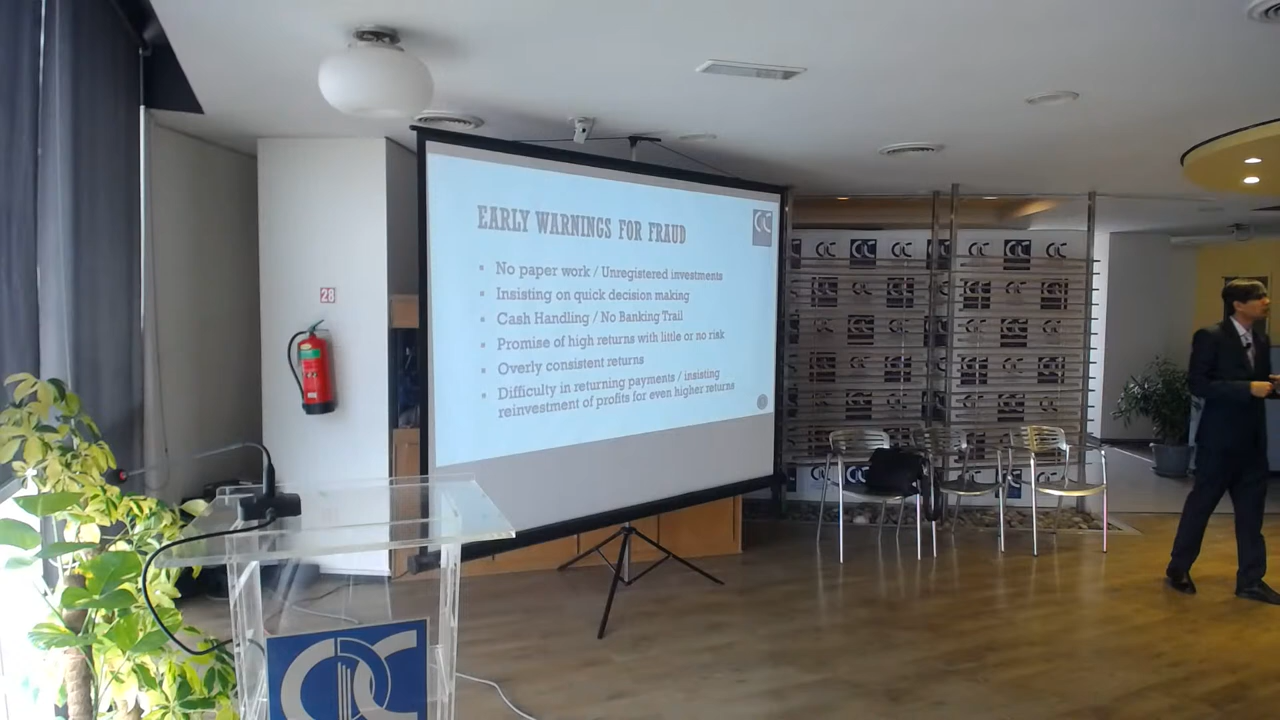 EARLY WARNINGS FOR FRAUD
No paper work / Unregistered investments
Insisting on quick decision making
Cash Handling / No Banking Trail
Promise of high returns with little or no risk
Overly consistent returns
Difficulty in returning payments / insisting
reinvestment of profits for even higher returns
28